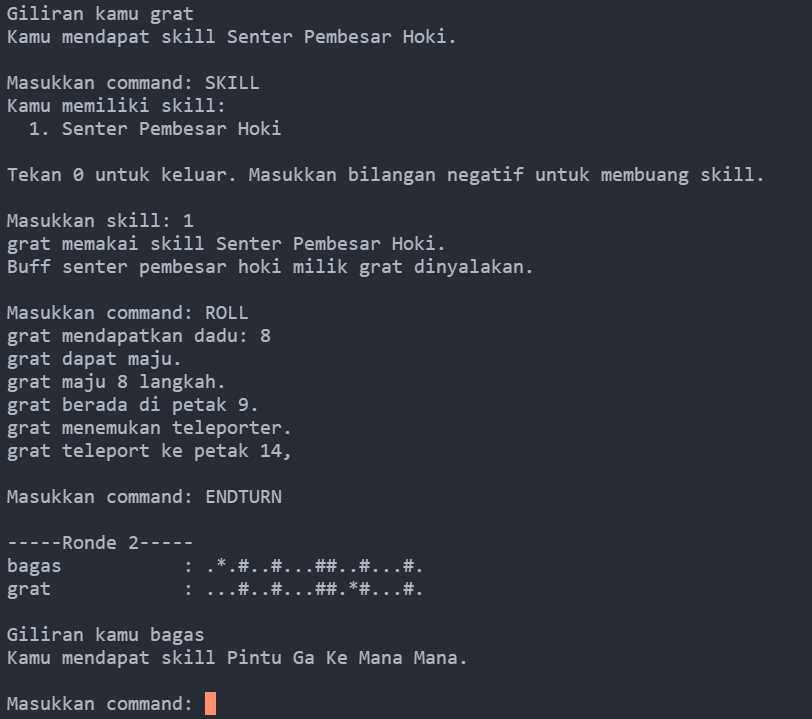 Giliran kamu grat
Kamu mendapat skill Senter Pembesar Hoki.
Masukkan command: SKILL
Kamu memiliki skill:
  1. Senter Pembesar Hoki
Tekan 0 untuk keluar. Masukkan bilangan negatif untuk membuang skill.
Masukkan skill: 1
grat memakai skill Senter Pembesar Hoki.
Buff senter pembesar hoki milik grat dinyalakan.
Masukkan command: ROLL
grat mendapatkan dadu: 8
grat dapat maju.
grat maju 8 langkah.
grat berada di petak 9.
grat menemukan teleporter.
grat teleport ke petak 14,
Masukkan command: ENDTURN
-----Ronde 2-----
bagas           : .*.#..#...##..#...#.
grat            : ...#..#...##.*#...#.
Giliran kamu bagas
Kamu mendapat skill Pintu Ga Ke Mana Mana.
Masukkan command: